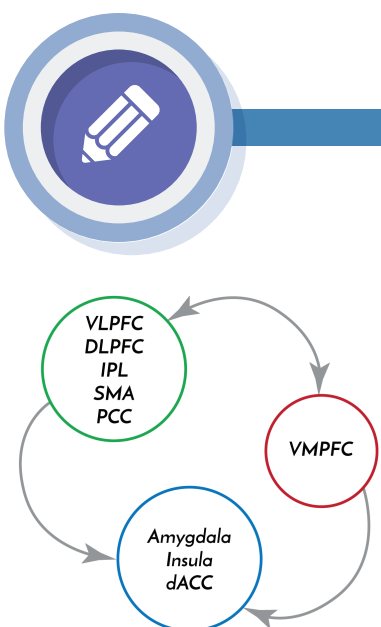 VLPFC
DLPFC
IPL
SMA
PCC
VMPFC
Amygdala
Insula
dACC